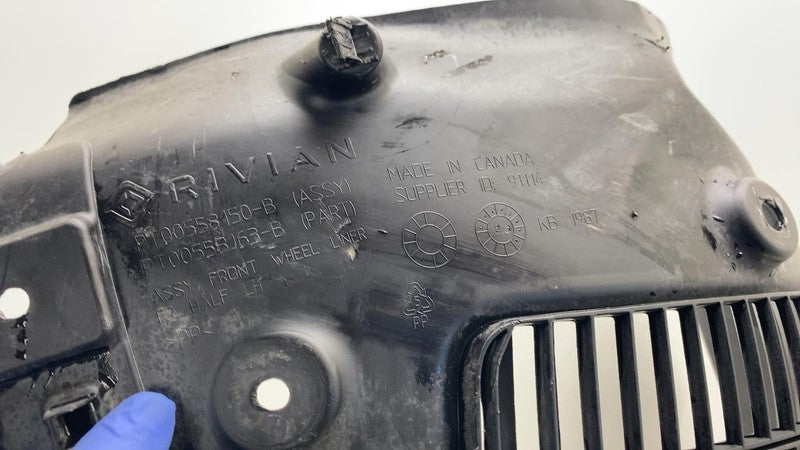 RIVIAN
PT00558150-B (ASSY)
PT00558163-B (PART)
ASSY, FRONT WHEEL LINER
HALF LH
MADE IN CANADA
SUPPLIER ID: 91114
KB 1987
PP